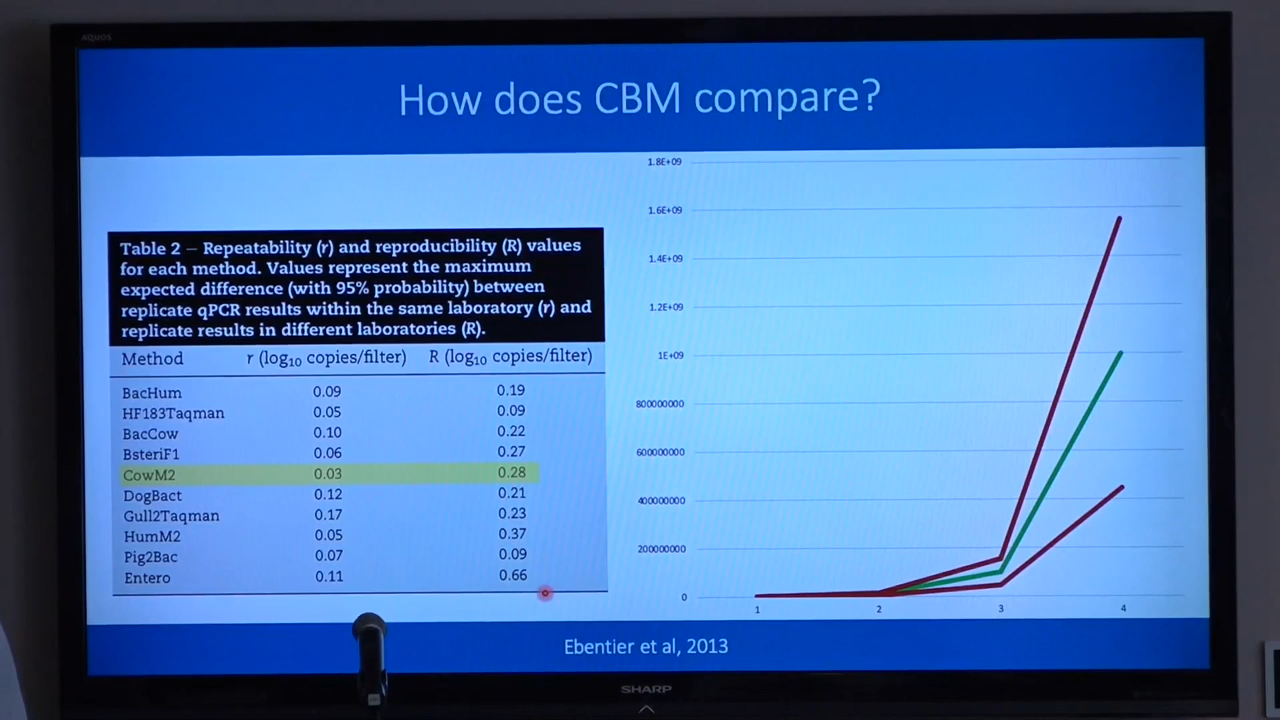 AQUOS
How does CBM compare?
Table 2 – Repeatability (r) and reproducibility (R) values
for each method. Values represent the maximum
expected difference (with 95% probability) between
replicate qPCR results within the same laboratory (r) and
replicate results in different laboratories (R).
Method r (log10 copies/filter) R (log10 copies/filter)
BacHum 0.09 0.19
HF183Taqman 0.05 0.09
BacCow 0.10 0.22
BsteriF1 0.06 0.27
CowM2 0.03 0.28
DogBact 0.12 0.21
Gull2Taqman 0.17 0.23
HumM2 0.05 0.37
Pig2Bac 0.07 0.09
Entero 0.11 0.66
1.8E+09
1.6E+09
1.4E+09
1.2E+09
1E+09
800000000
600000000
400000000
200000000
0
1 2 3 4
Ebentier et al, 2013
SHARP